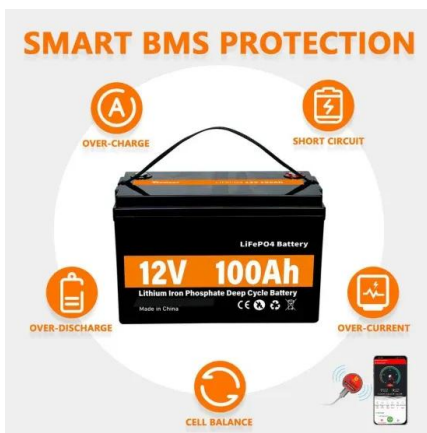 SMART BMS PROTECTION
A
OVER-CHARGE
SHORT CIRCUIT
LiFePO4 Battery
12V 100Ah
Lithium Iron Phosphate Deep Cycle Battery
Made in China
CE
OVER-DISCHARGE
OVER-CURRENT
CELL BALANCE